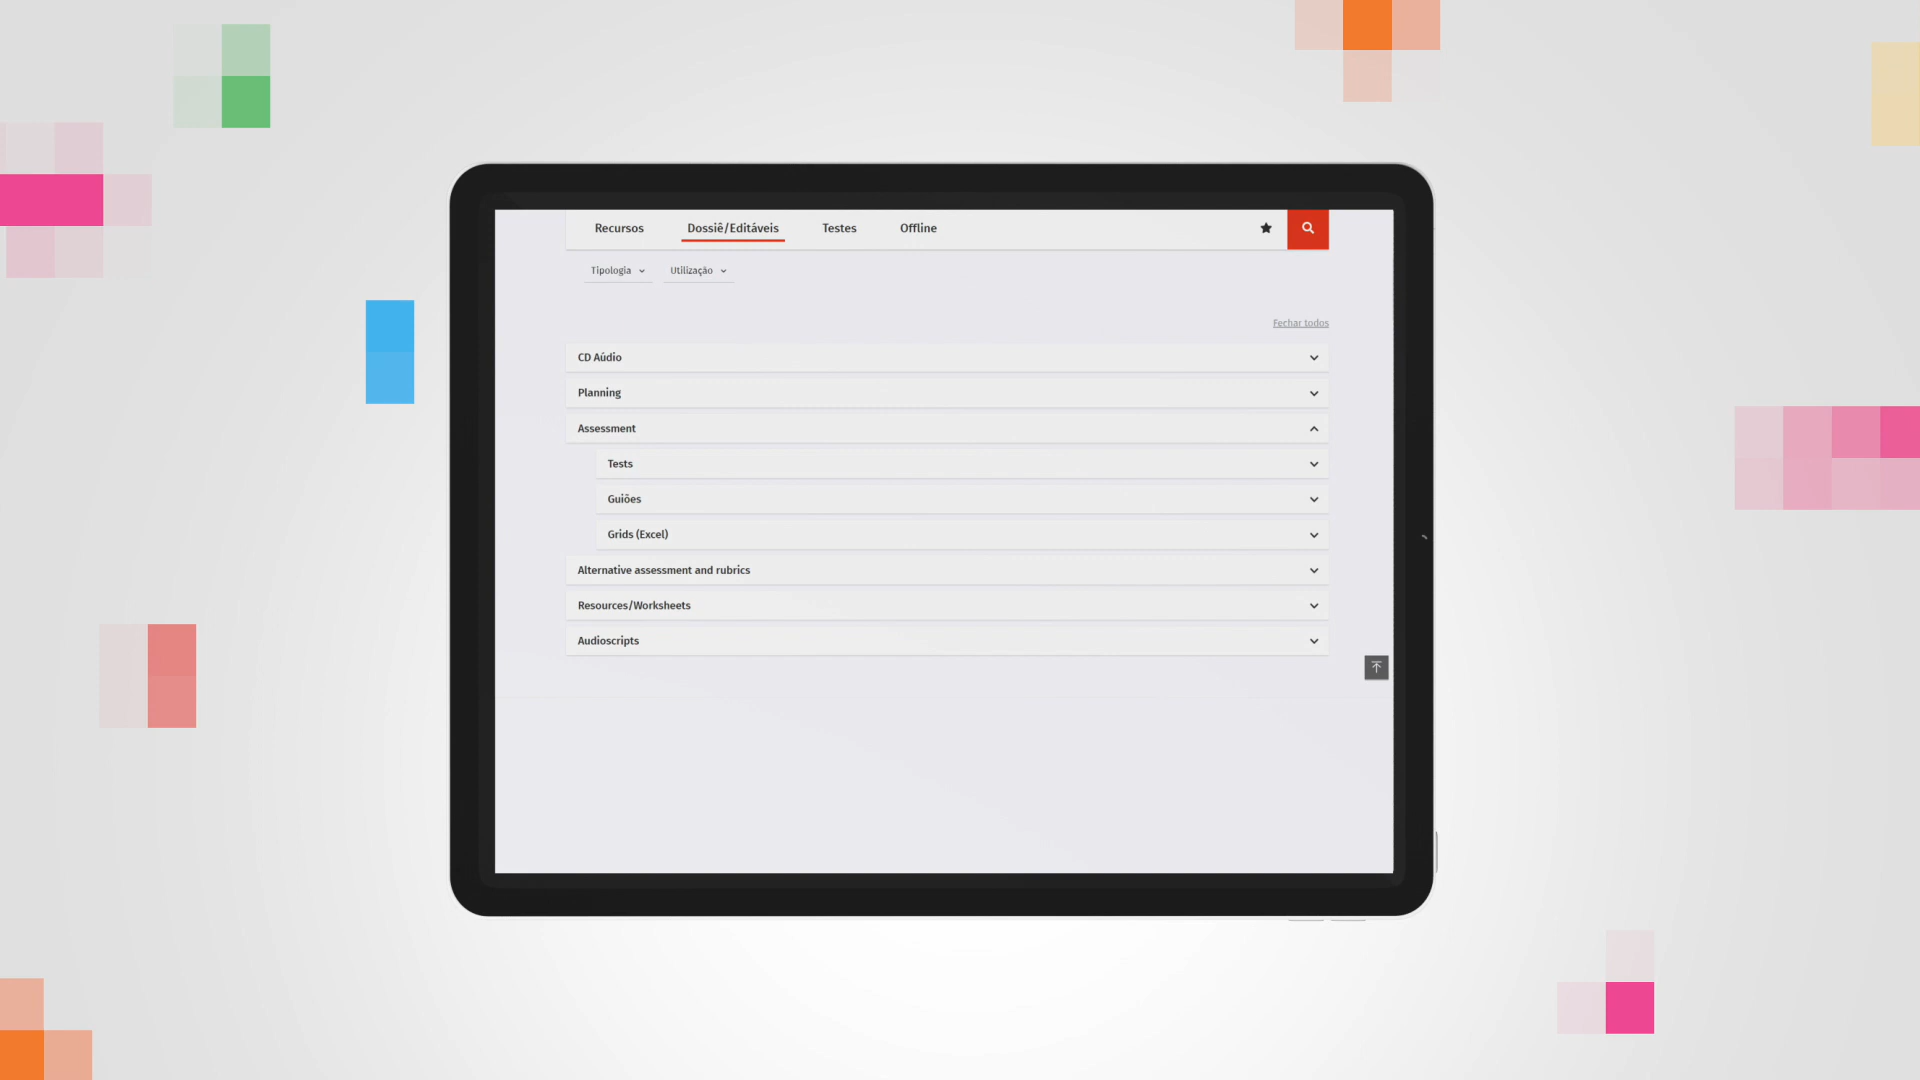 Recursos Dossiê/Editáveis Testes Offline
Tipologia Utilização
Fechar todos
CD Aúdio
Planning
Assessment
Tests
Guiões
Grids (Excel)
Alternative assessment and rubrics
Resources/Worksheets
Audioscripts